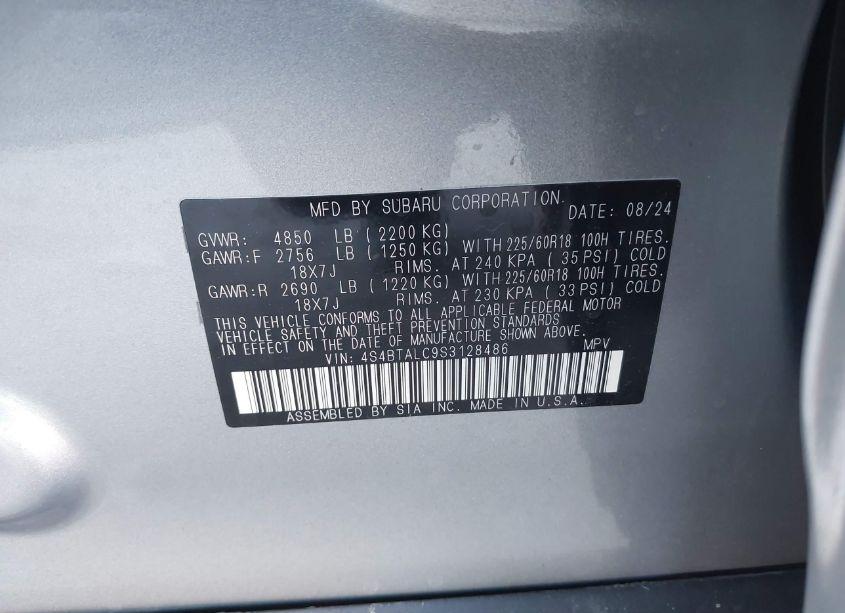 MFD BY SUBARU CORPORATION DATE: 08/24
GVWR: 4850 LB ( 2200 KG)
GAWR:F 2756 LB ( 1250 KG) WITH 225/60R18 100H TIRES.
18X7J RIMS. AT 240 KPA ( 35 PSI) COLD
GAWR:R 2690 LB ( 1220 KG) WITH 225/60R18 100H TIRES.
18X7J RIMS. AT 230 KPA ( 33 PSI) COLD
THIS VEHICLE CONFORMS TO ALL APPLICABLE FEDERAL MOTOR
VEHICLE SAFETY AND THEFT PREVENTION STANDARDS
IN EFFECT ON THE DATE OF MANUFACTURE SHOWN ABOVE.
VIN: 4S4BTALC9S3128486 MPV
ASSEMBLED BY SIA INC. MADE IN U.S.A.